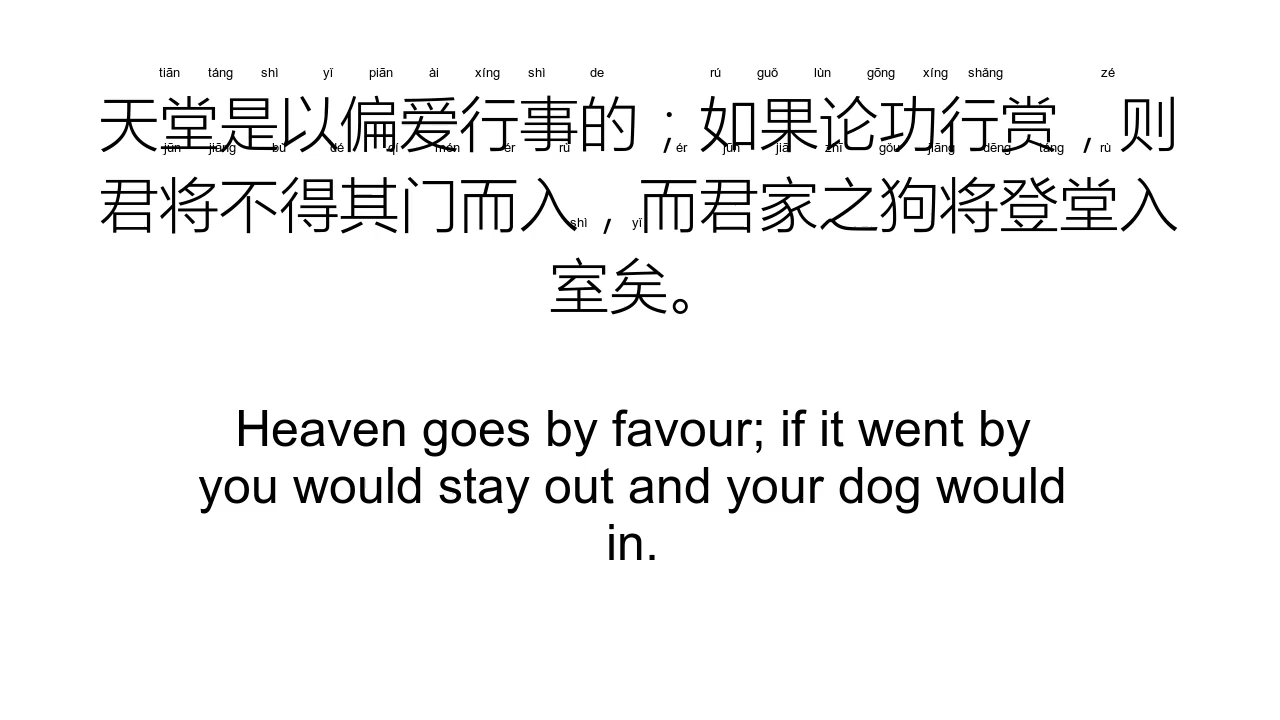 tiān táng shì yǐ piān ài xíng shì de rú guǒ lùn gōng xíng shǎng zé
天堂是以偏爱行事的；如果论功行赏，则
jūn jiāng bù dé qí mén ér rù ér jūn jiā zhī gǒu jiāng dēng táng rù
君将不得其门而入，而君家之狗将登堂入
shì yǐ
室矣。
Heaven goes by favour; if it went by
you would stay out and your dog would
in.